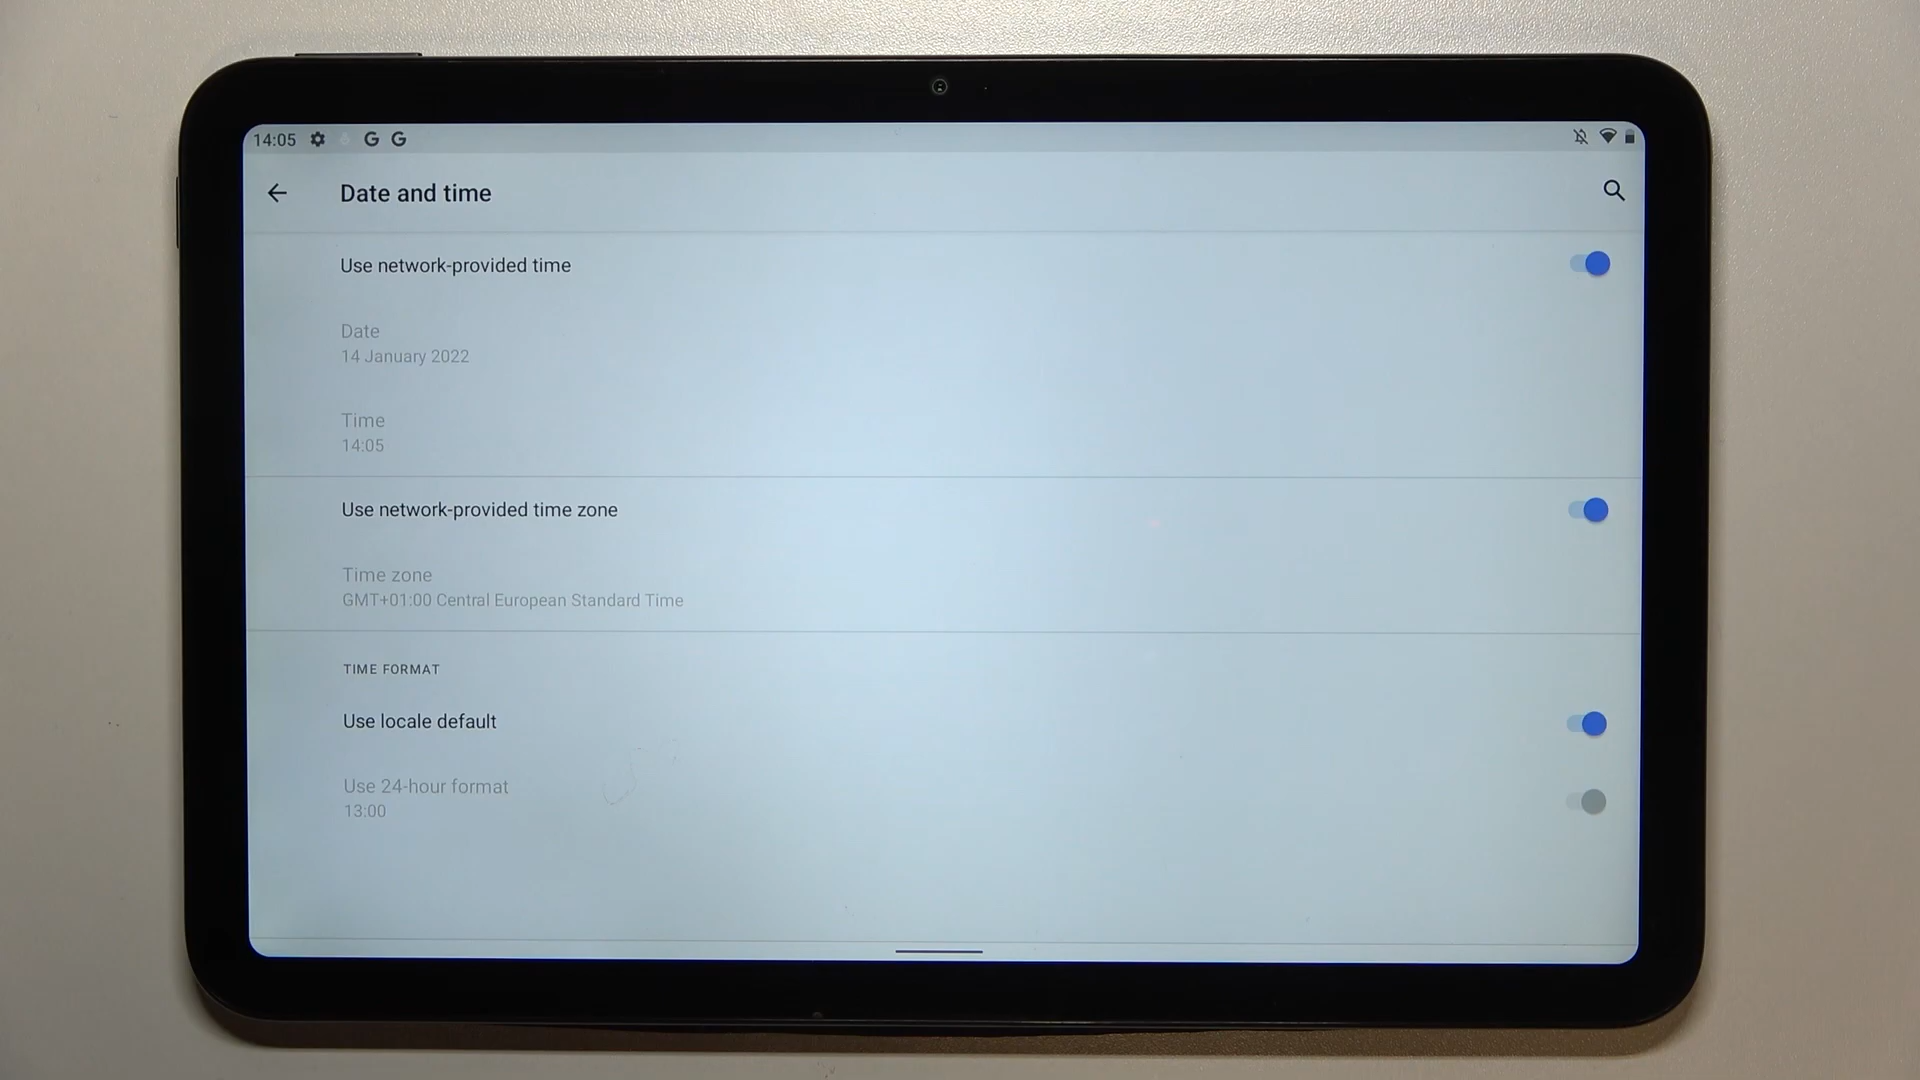 14:05 G G
Date and time
Use network-provided time
Date
14 January 2022
Time
14:05
Use network-provided time zone
Time zone
GMT+01:00 Central European Standard Time
TIME FORMAT
Use locale default
Use 24-hour format
13:00